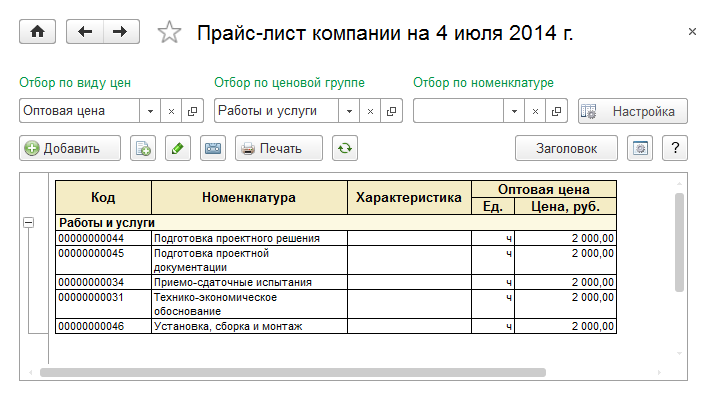 Прайс-лист компании на 4 июля 2014 г.
Отбор по виду цен Отбор по ценовой группе Отбор по номенклатуре
Оптовая цена Работы и услуги Настройка
Добавить Печать Заголовок ?
Код Номенклатура Характеристика Оптовая цена
Ед. Цена, руб.
Работы и услуги
00000000044 Подготовка проектного решения ч 2 000,00
00000000045 Подготовка проектной ч 2 000,00
документации
00000000034 Приемо-сдаточные испытания ч 2 000,00
00000000031 Технико-экономическое ч 2 000,00
обоснование
00000000046 Установка, сборка и монтаж ч 2 000,00